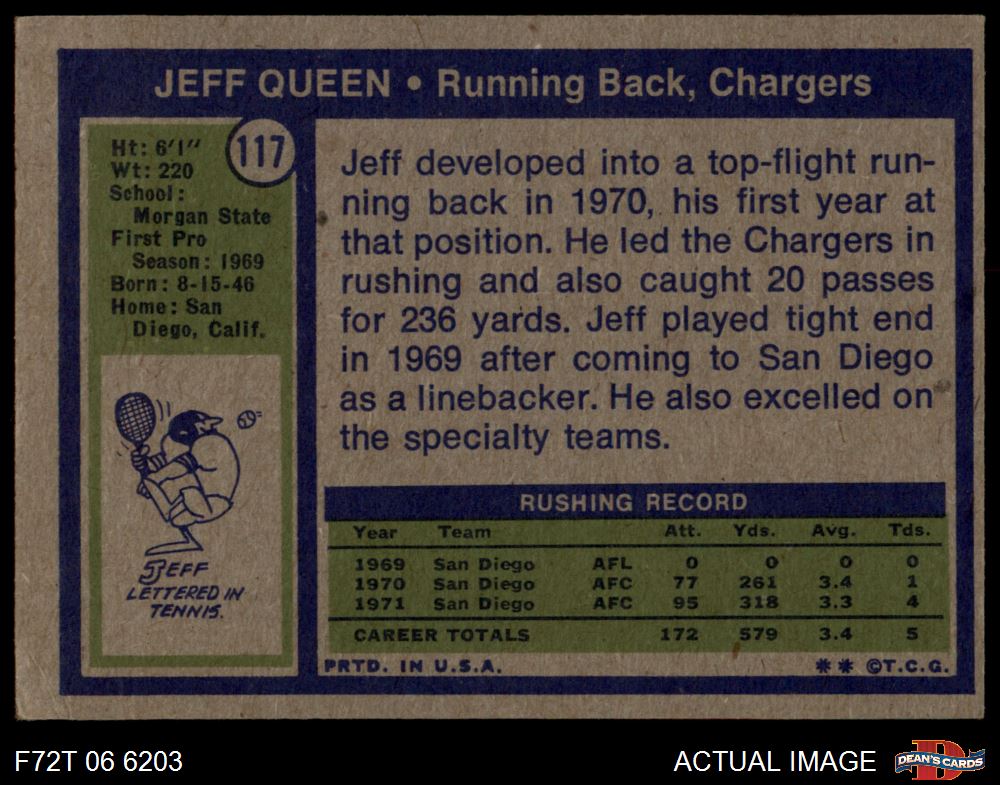 JEFF QUEEN • Running Back, Chargers
117
Ht: 6'1"
Wt: 220
School:
Morgan State
First Pro
Season: 1969
Born: 8-15-46
Home: San
Diego, Calif.
JEFF
LETTERED IN
TENNIS.
Jeff developed into a top-flight run-
ning back in 1970, his first year at
that position. He led the Chargers in
rushing and also caught 20 passes
for 236 yards. Jeff played tight end
in 1969 after coming to San Diego
as a linebacker. He also excelled on
the specialty teams.
RUSHING RECORD
Year Team Att. Yds. Avg. Tds.
1969 San Diego AFL 0 0 0 0
1970 San Diego AFC 77 261 3.4 1
1971 San Diego AFC 95 318 3.3 4
CAREER TOTALS 172 579 3.4 5
PRTD. IN U.S.A. ** ©T.C.G.
F72T 06 6203 ACTUAL IMAGE
D
DEAN'S CARDS